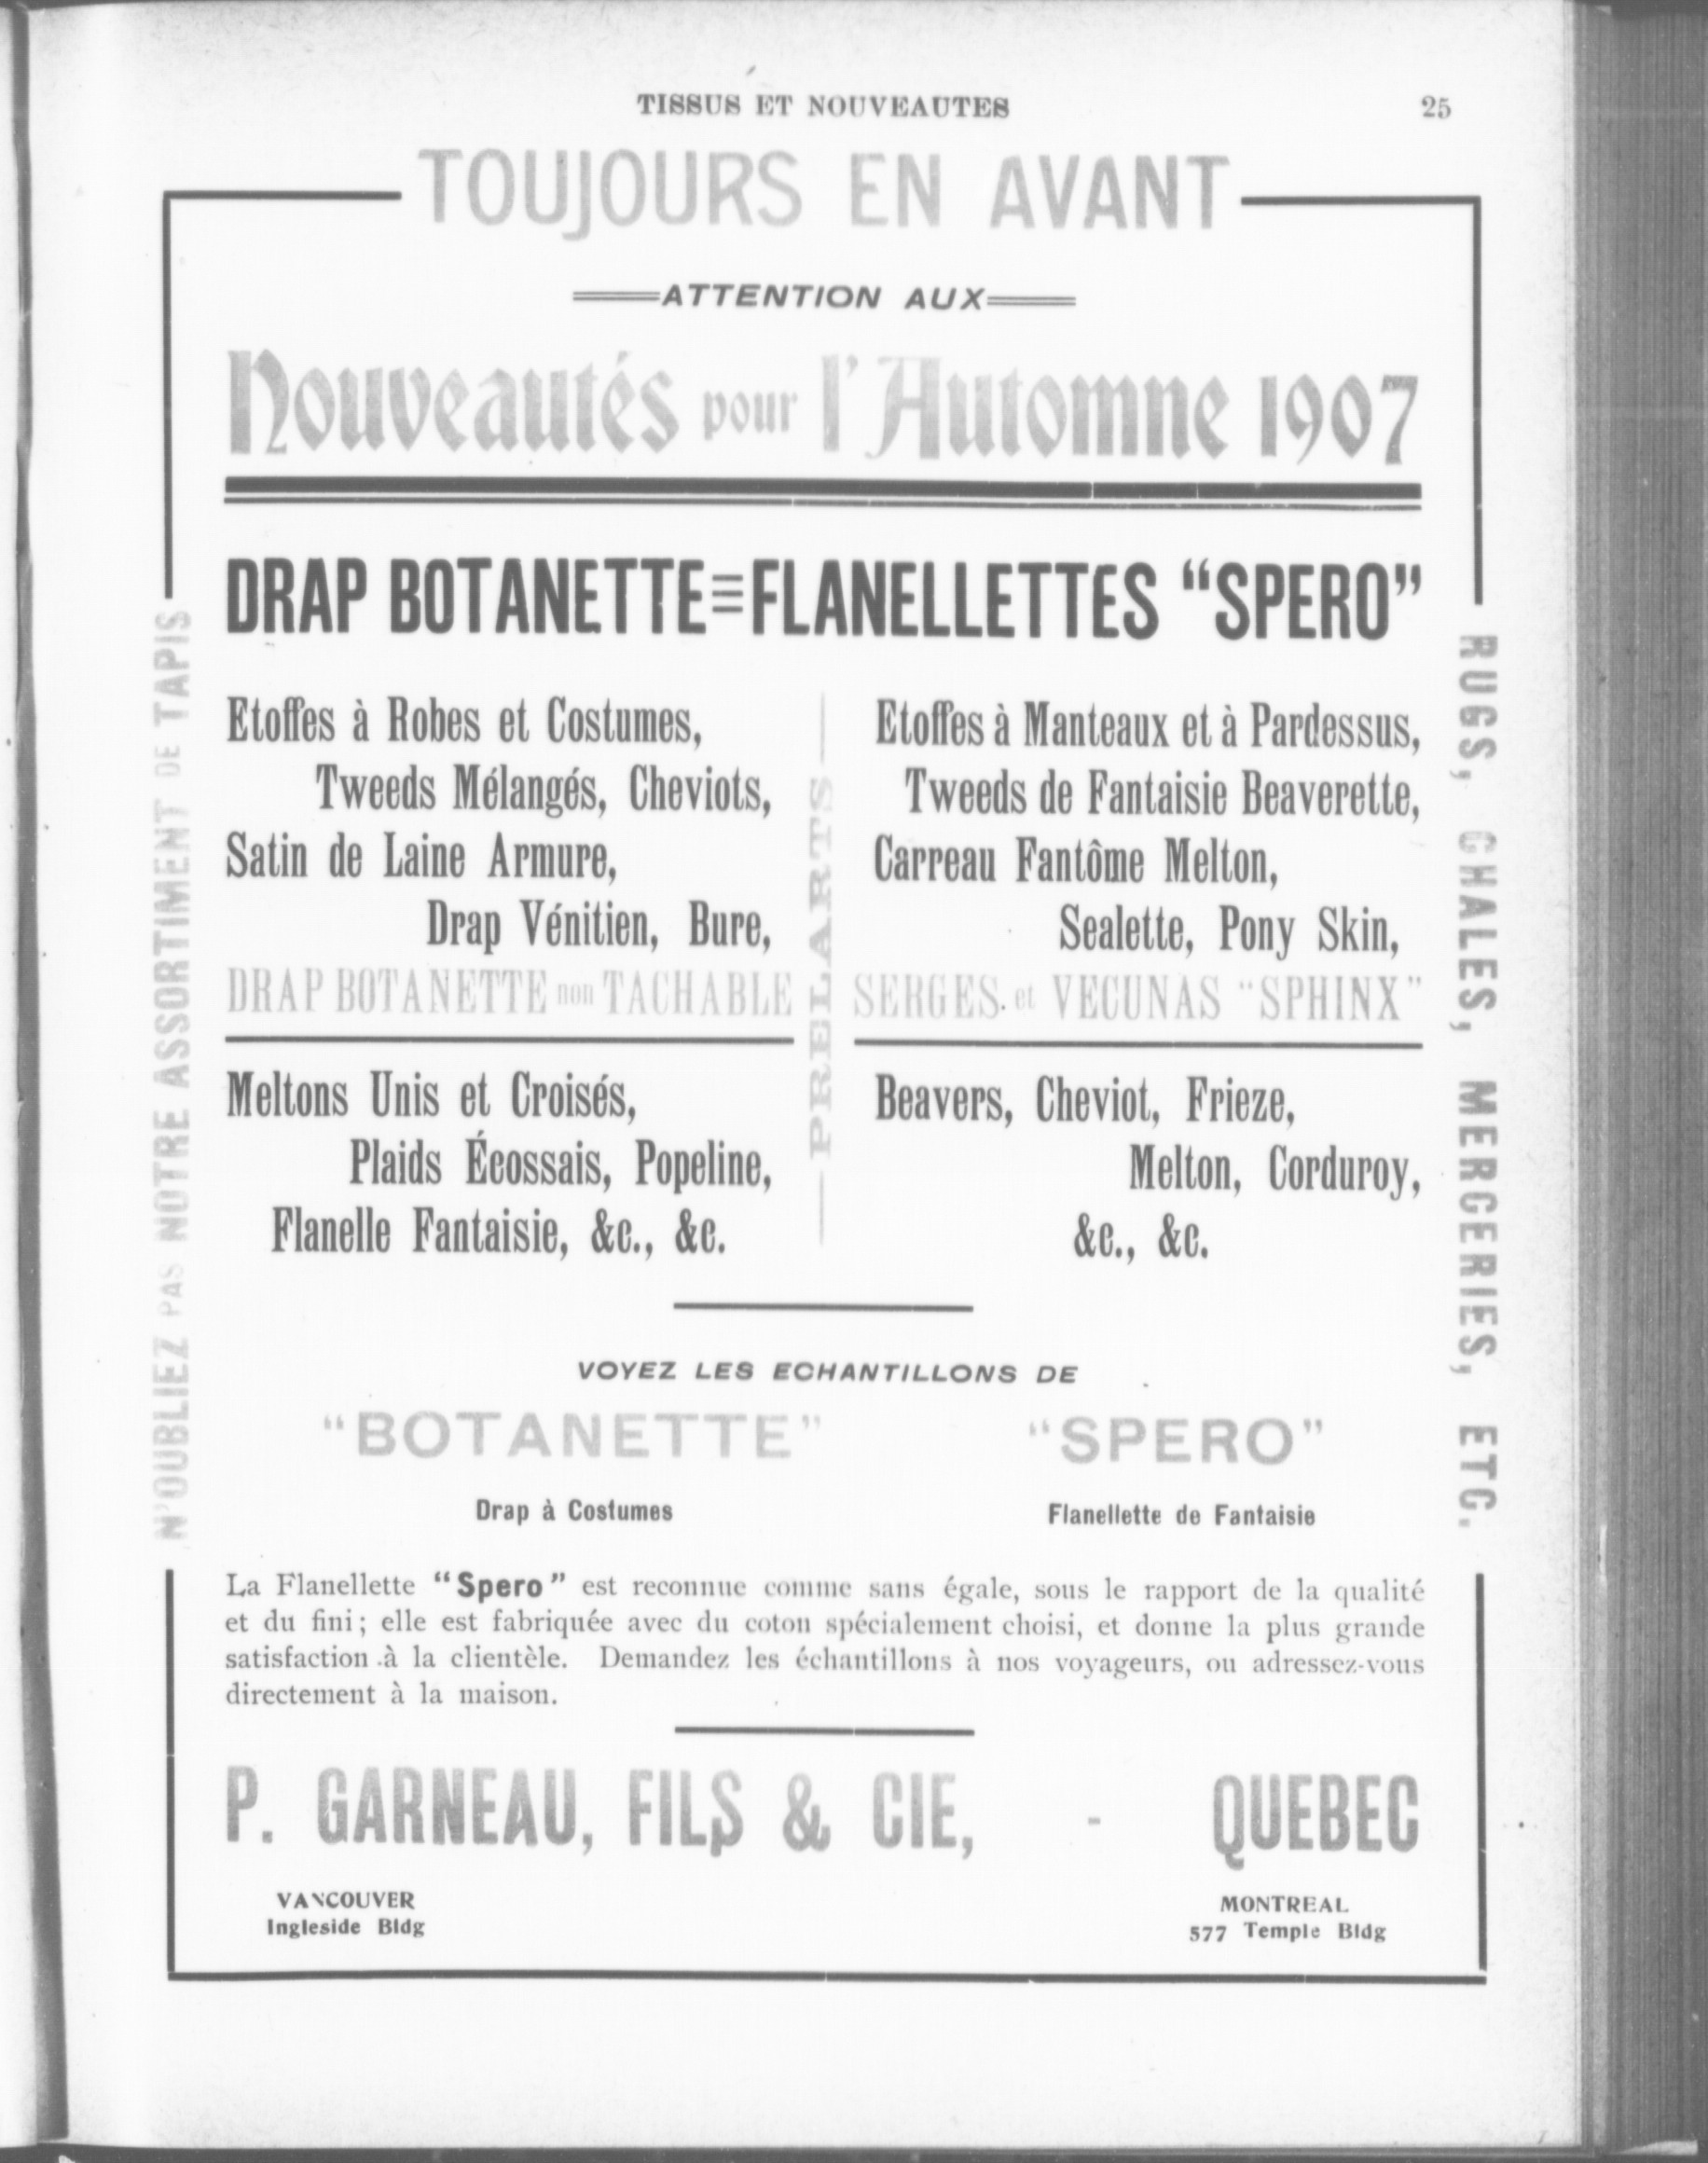 TISSUS ET NOUVEAUTES 25
TOUJOURS EN AVANT
ATTENTION AUX
Nouveautés pour l'Automne 1907
DRAP BOTANETTE=FLANELLETTES “SPERO”
N'OUBLIEZ PAS NOTRE ASSORTIMENT DE TAPIS
Etoffes à Robes et Costumes,
Tweeds Mélangés, Cheviots,
Satin de Laine Armure,
Drap Vénitien, Bure,
DRAP BOTANETTE non TACHABLE
Meltons Unis et Croisés,
Plaids Écossais, Popeline,
Flanelle Fantaisie, &c., &c.
PRELARTS
Etoffes à Manteaux et à Pardessus,
Tweeds de Fantaisie Beaverette,
Carreau Fantôme Melton,
Sealette, Pony Skin,
SERGES et VECUNAS “SPHINX”
Beavers, Cheviot, Frieze,
Melton, Corduroy,
&c., &c.
RUGS, CHALES, MERCERIES, ETC.
VOYEZ LES ECHANTILLONS DE
“BOTANETTE” “SPERO”
Drap à Costumes Flanellette de Fantaisie
La Flanellette “Spero” est reconnue comme sans égale, sous le rapport de la qualité
et du fini; elle est fabriquée avec du coton spécialement choisi, et donne la plus grande
satisfaction à la clientèle. Demandez les échantillons à nos voyageurs, ou adressez-vous
directement à la maison.
P. GARNEAU, FILS & CIE, - QUEBEC
VANCOUVER MONTREAL
Ingleside Bldg 577 Temple Bldg